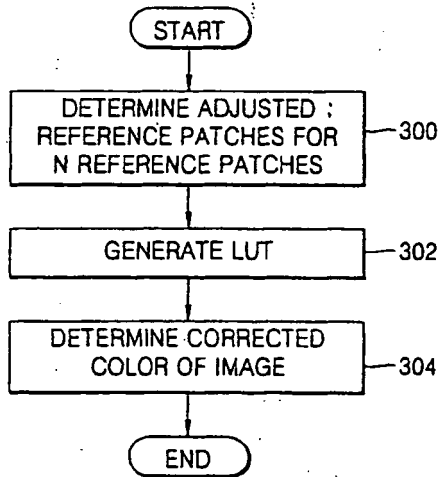 START
DETERMINE ADJUSTED :
REFERENCE PATCHES FOR
N REFERENCE PATCHES
300
GENERATE LUT
302
DETERMINE CORRECTED
COLOR OF IMAGE
304
END